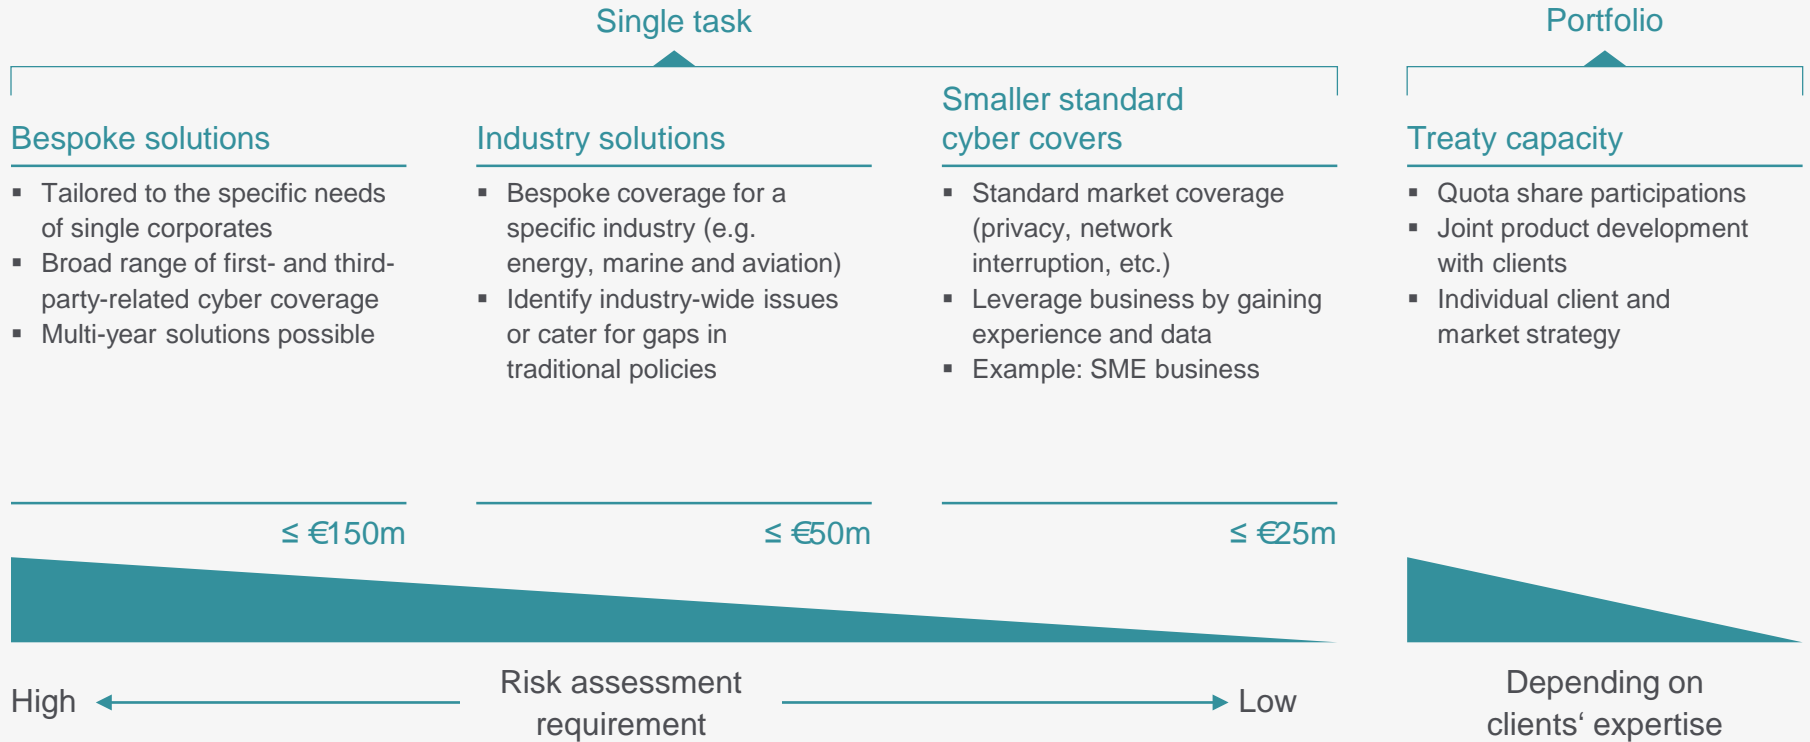 Single task
Portfolio
Bespoke solutions
▪ Tailored to the specific needs
of single corporates
▪ Broad range of first- and third-
party-related cyber coverage
▪ Multi-year solutions possible
≤ €150m
Industry solutions
▪ Bespoke coverage for a
specific industry (e.g.
energy, marine and aviation)
▪ Identify industry-wide issues
or cater for gaps in
traditional policies
≤ €50m
Smaller standard
cyber covers
▪ Standard market coverage
(privacy, network
interruption, etc.)
▪ Leverage business by gaining
experience and data
▪ Example: SME business
≤ €25m
Treaty capacity
▪ Quota share participations
▪ Joint product development
with clients
▪ Individual client and
market strategy
High
Risk assessment
requirement
Low
Depending on
clients‘ expertise